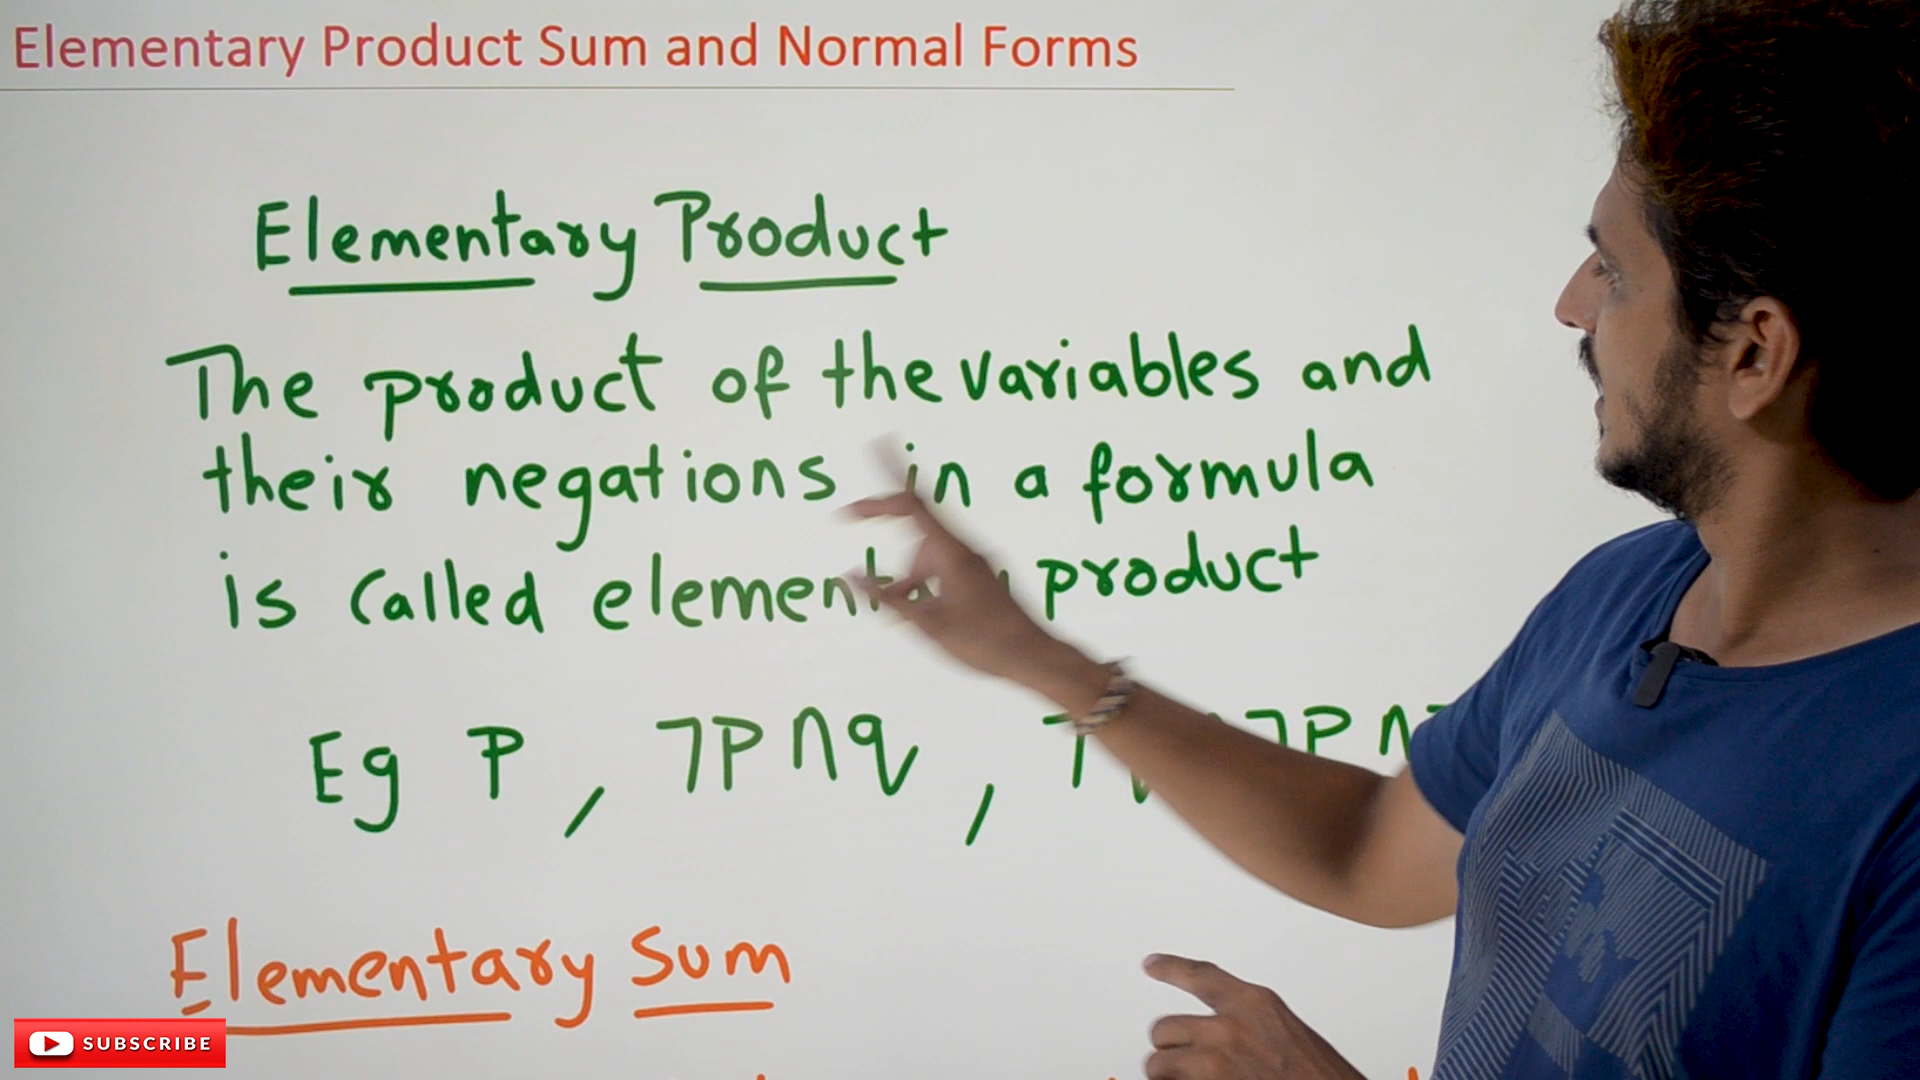 Elementary Product Sum and Normal Forms
Elementary Product
The product of the variables and
their negations in a formula
is called product
Eg P , ¬P ∩ q ,
Elementary Sum
SUBSCRIBE